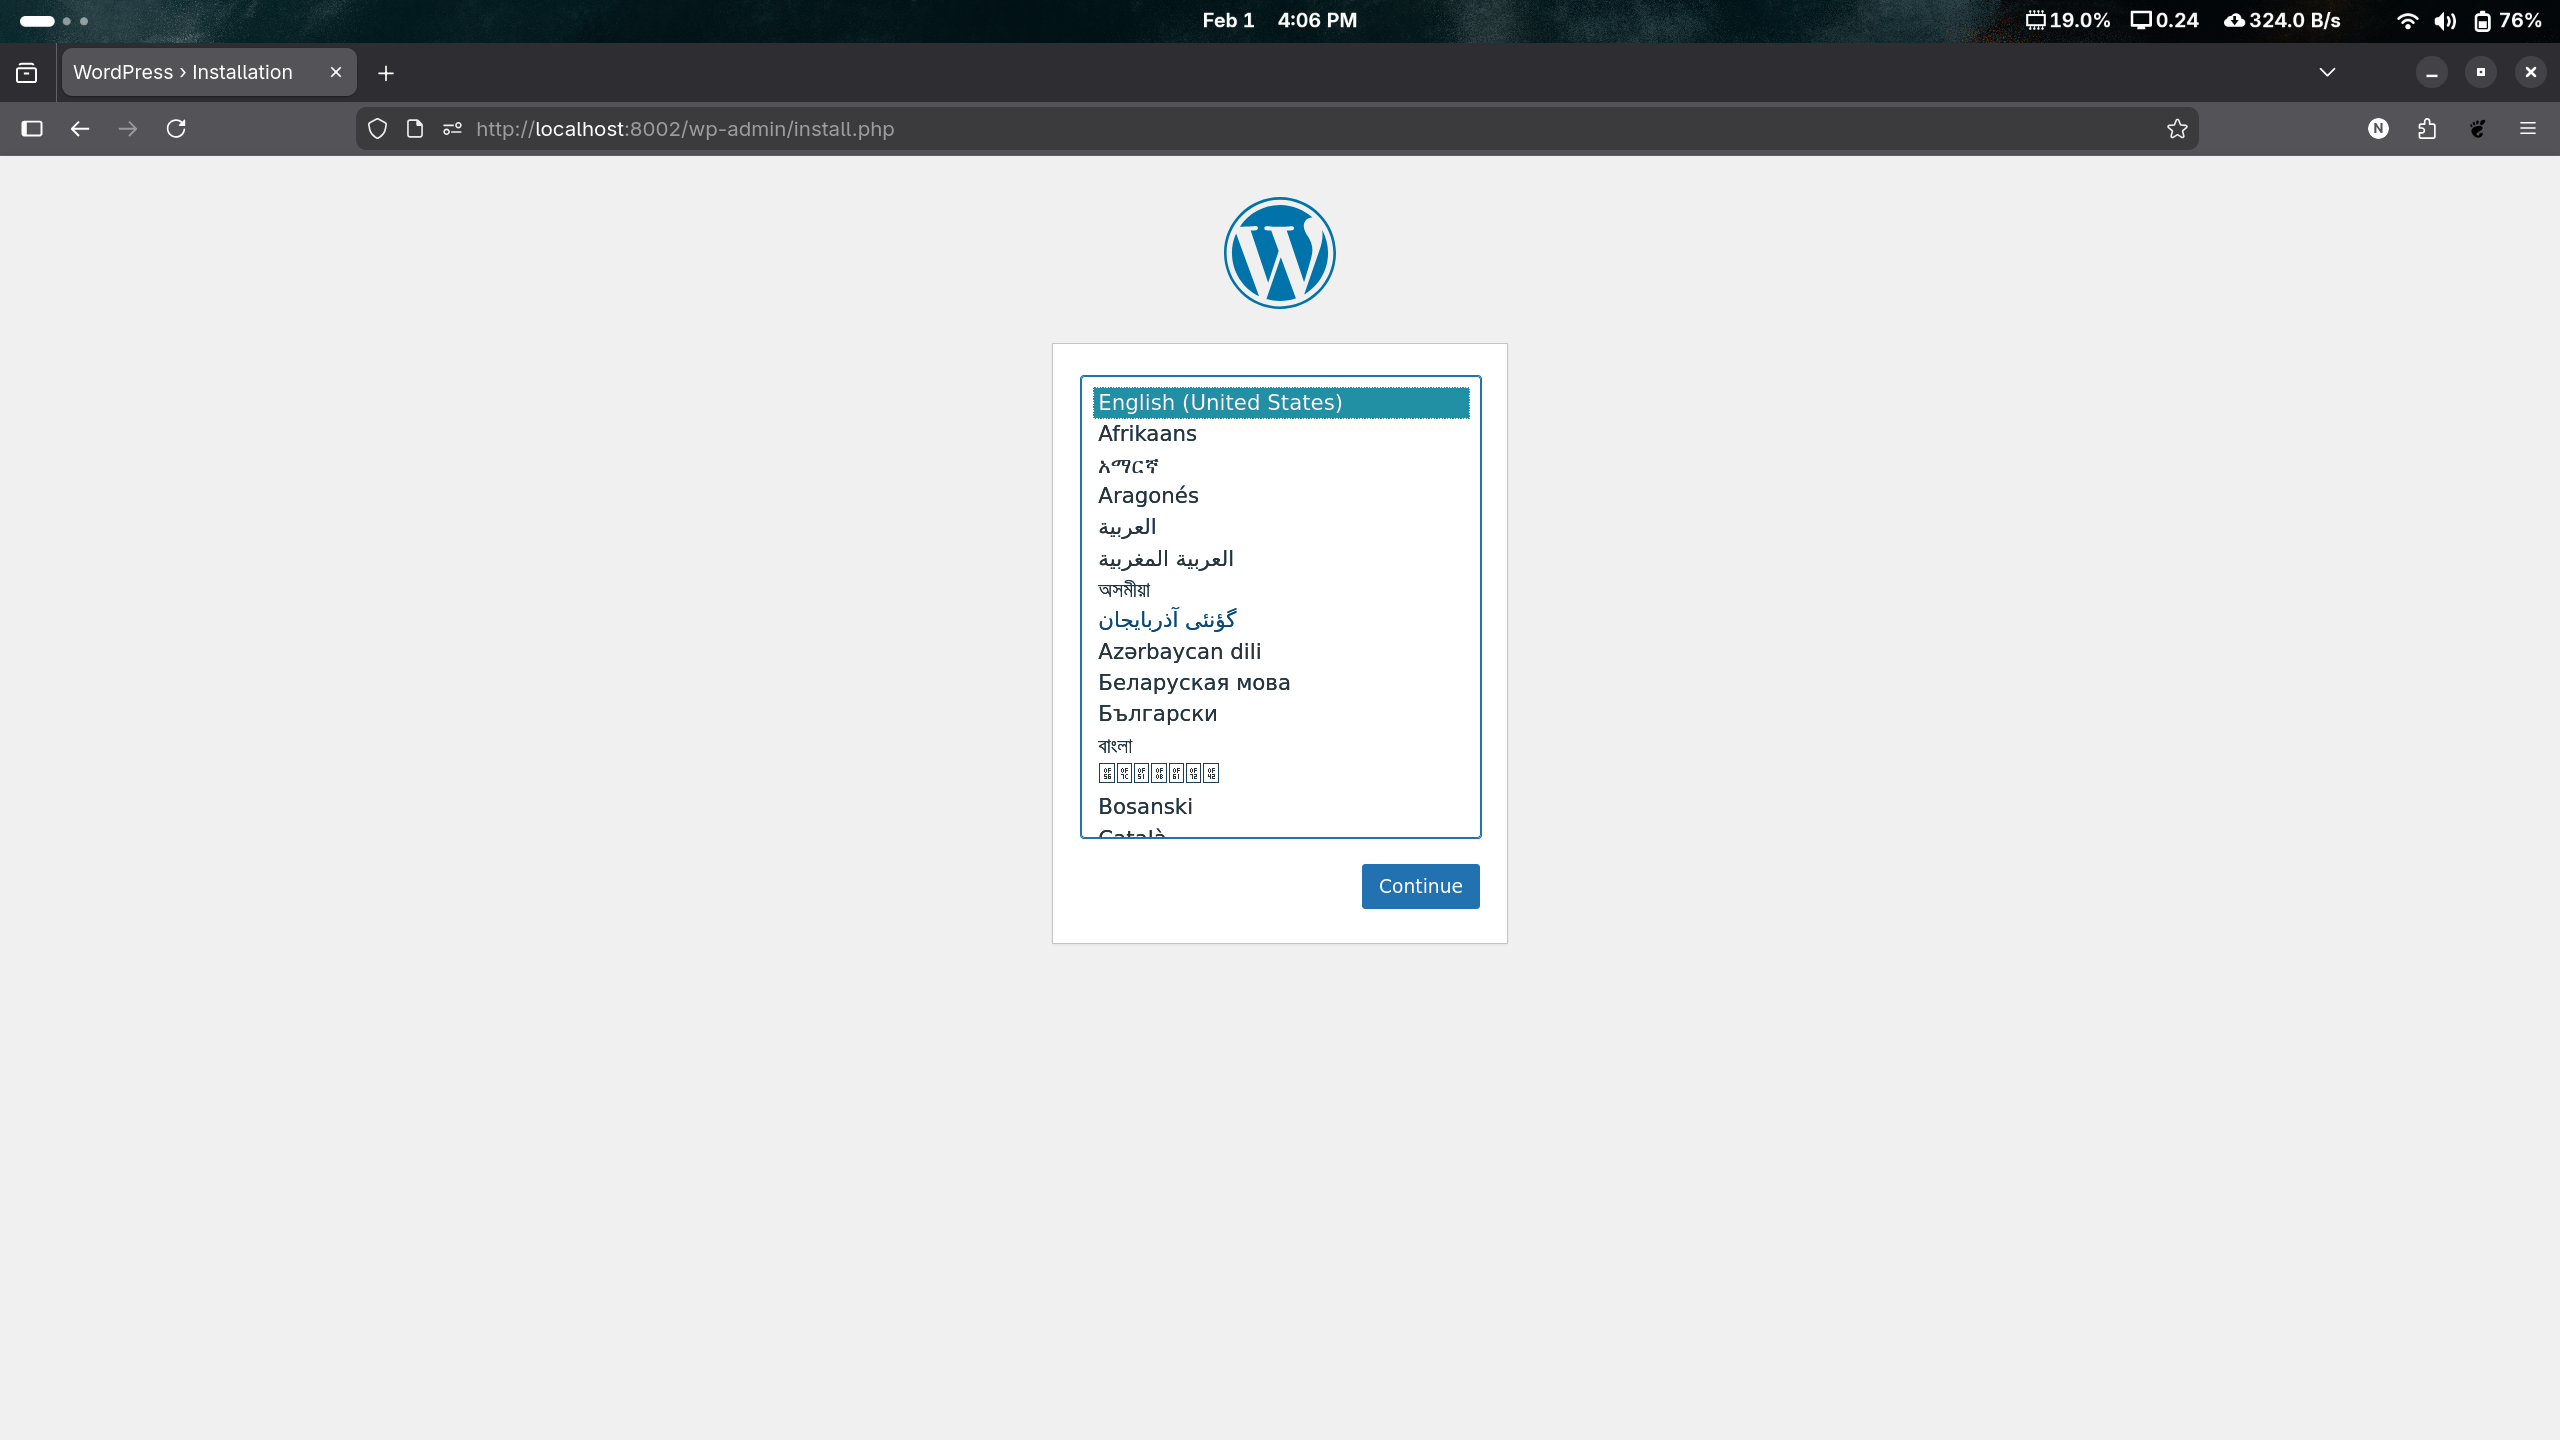 Feb 1 4:06 PM
19.0% 0.24 324.0 B/s 76%
WordPress › Installation
http://localhost:8002/wp-admin/install.php
English (United States)
Afrikaans
አማርኛ
Aragonés
العربية
العربية المغربية
অসমীয়া
گؤنئی آذربایجان
Azərbaycan dili
Беларуская мова
Български
বাংলা
Bosanski
Català
Continue